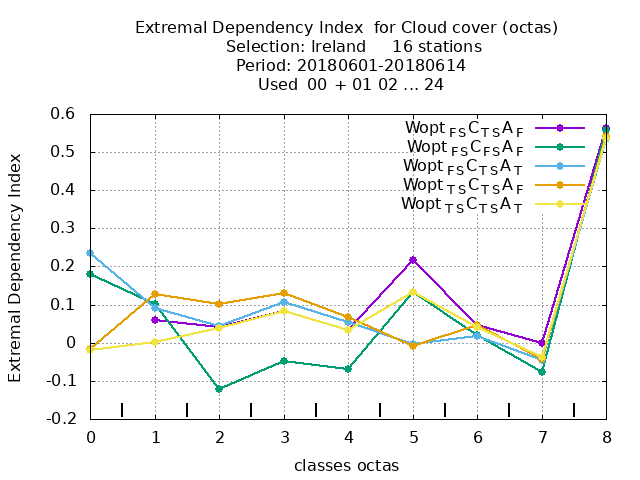 Extremal Dependency Index  for Cloud cover (octas)
Selection: Ireland     16 stations
Period: 20180601-20180614
Used  00  + 01 02 ... 24
Extremal Dependency Index
0.6
0.5
0.4
0.3
0.2
0.1
0
-0.1
-0.2
Wopt FS C TS A F
Wopt FS C FS A F
Wopt FS C TS A T
Wopt TS C TS A F
Wopt TS C TS A T
0 1 2 3 4 5 6 7 8
classes octas